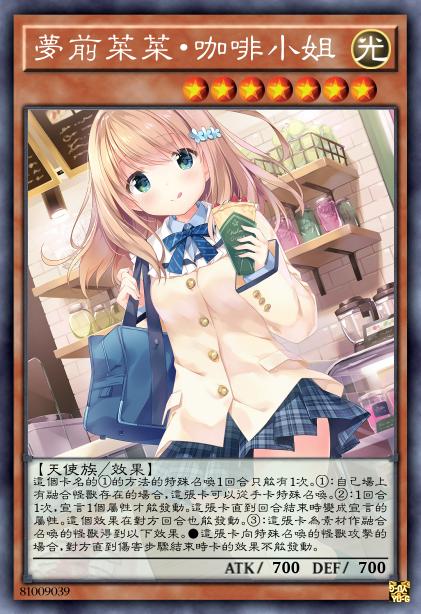 夢前菜菜·咖啡小姐 光
【天使族/效果】
這個卡名的①的方法的特殊召喚1回合只能有1次。①:自己場上
有融合怪獸存在的場合,這張卡可以從手卡特殊召喚。②:1回合
1次,宣言1個屬性才能發動。這張卡直到回合結束時變成宣言的
屬性。這個效果在對方回合也能發動。③:這張卡為素材作融合
召喚的怪獸得到以下效果。●這張卡向特殊召喚的怪獸攻擊的
場合,對方直到傷害步驟結束時卡的效果不能發動。
ATK/ 700 DEF/ 700
81009039